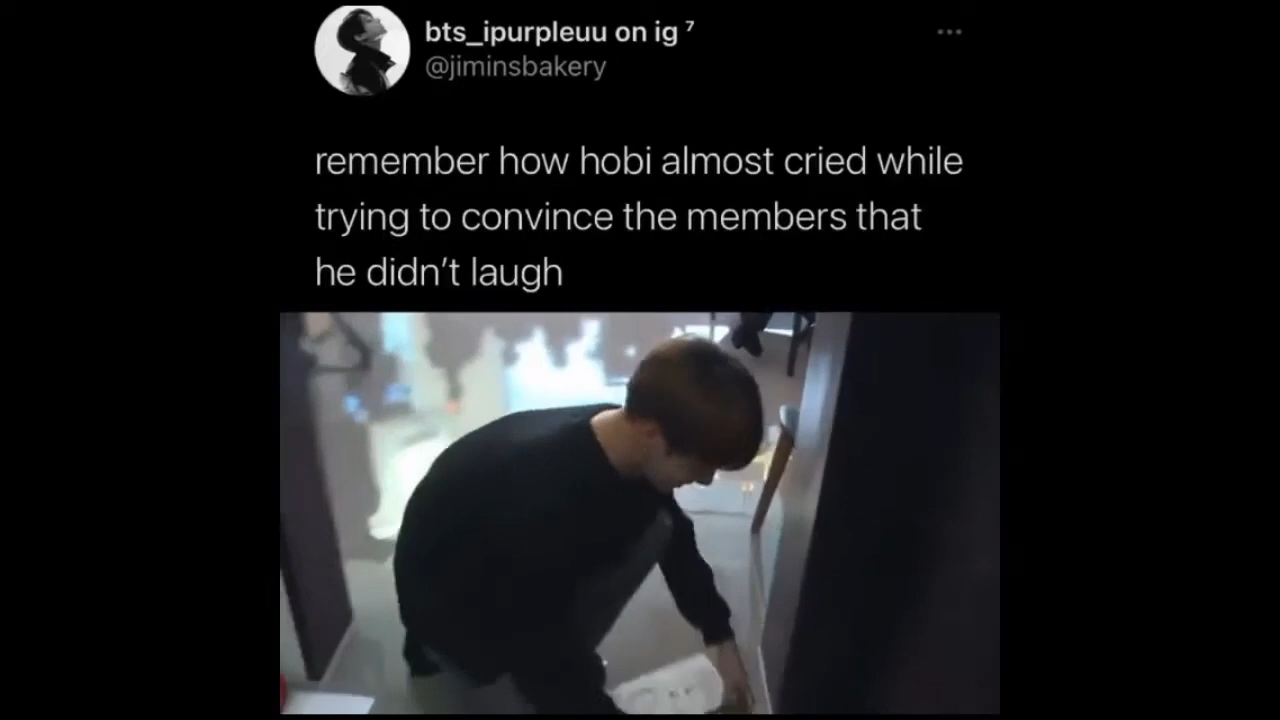 bts_ipurpleuu on ig ⁷
@jiminsbakery
remember how hobi almost cried while
trying to convince the members that
he didn’t laugh